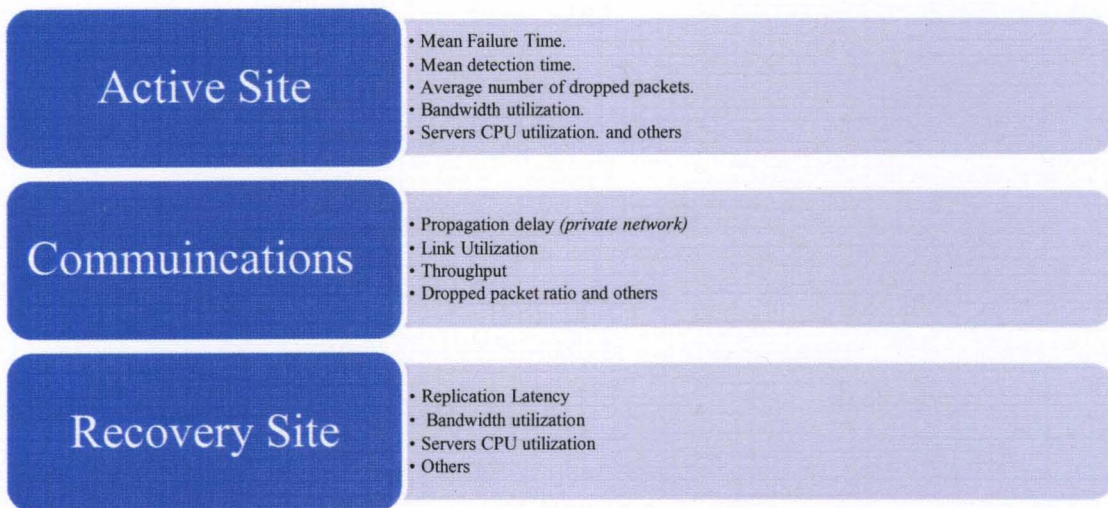 Active Site
• Mean Failure Time.
• Mean detection time.
• Average number of dropped packets.
• Bandwidth utilization.
• Servers CPU utilization. and others
Commuincations
• Propagation delay (private network)
• Link Utilization
• Throughput
• Dropped packet ratio and others
Recovery Site
• Replication Latency
• Bandwidth utilization
• Servers CPU utilization
• Others